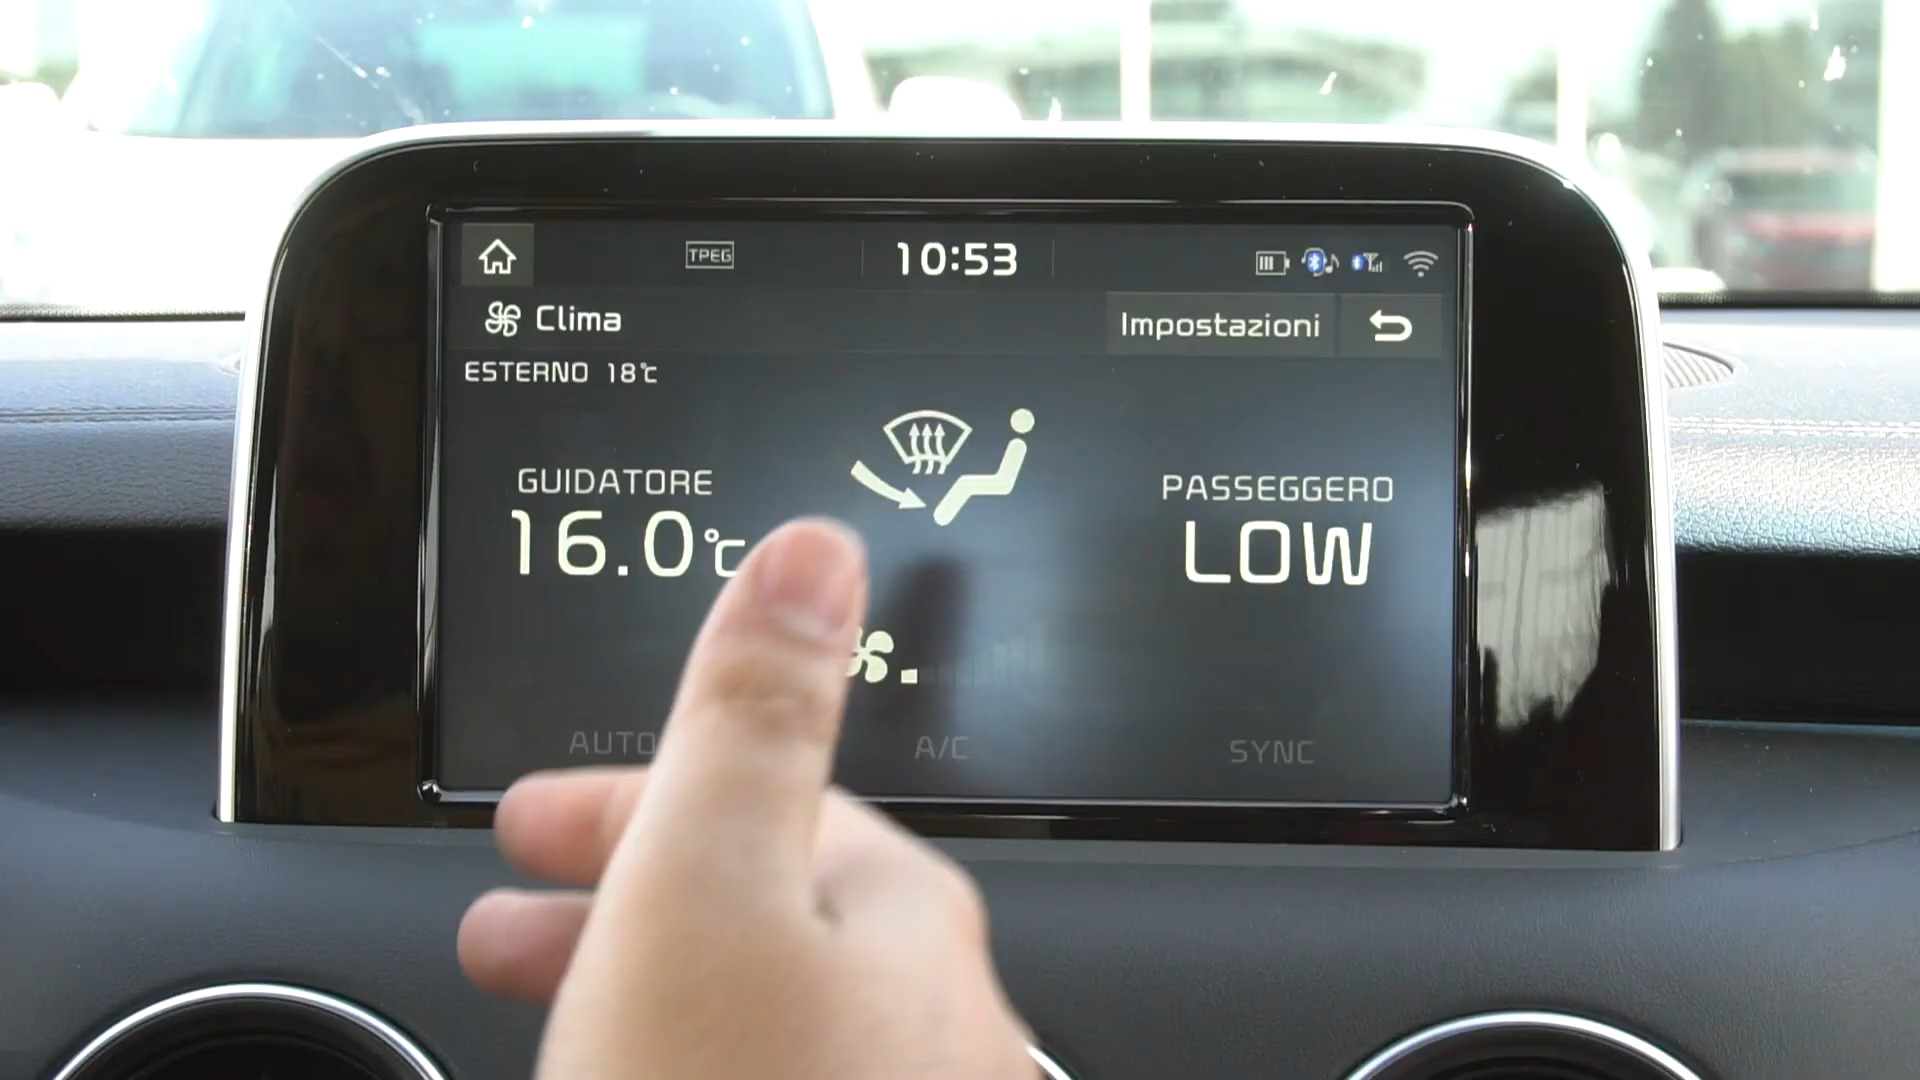 TPEG
10:53
Clima
Impostazioni
ESTERNO 18°C
GUIDATORE
16.0°C
PASSEGGERO
LOW
AUTO
A/C
SYNC